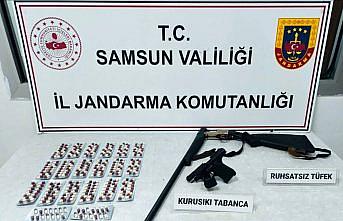 T.C.
SAMSUN VALİLİĞİ
İL JANDARMA KOMUTANLIĞI
RUHSATSIZ TÜFEK
KURUSIKI TABANCA